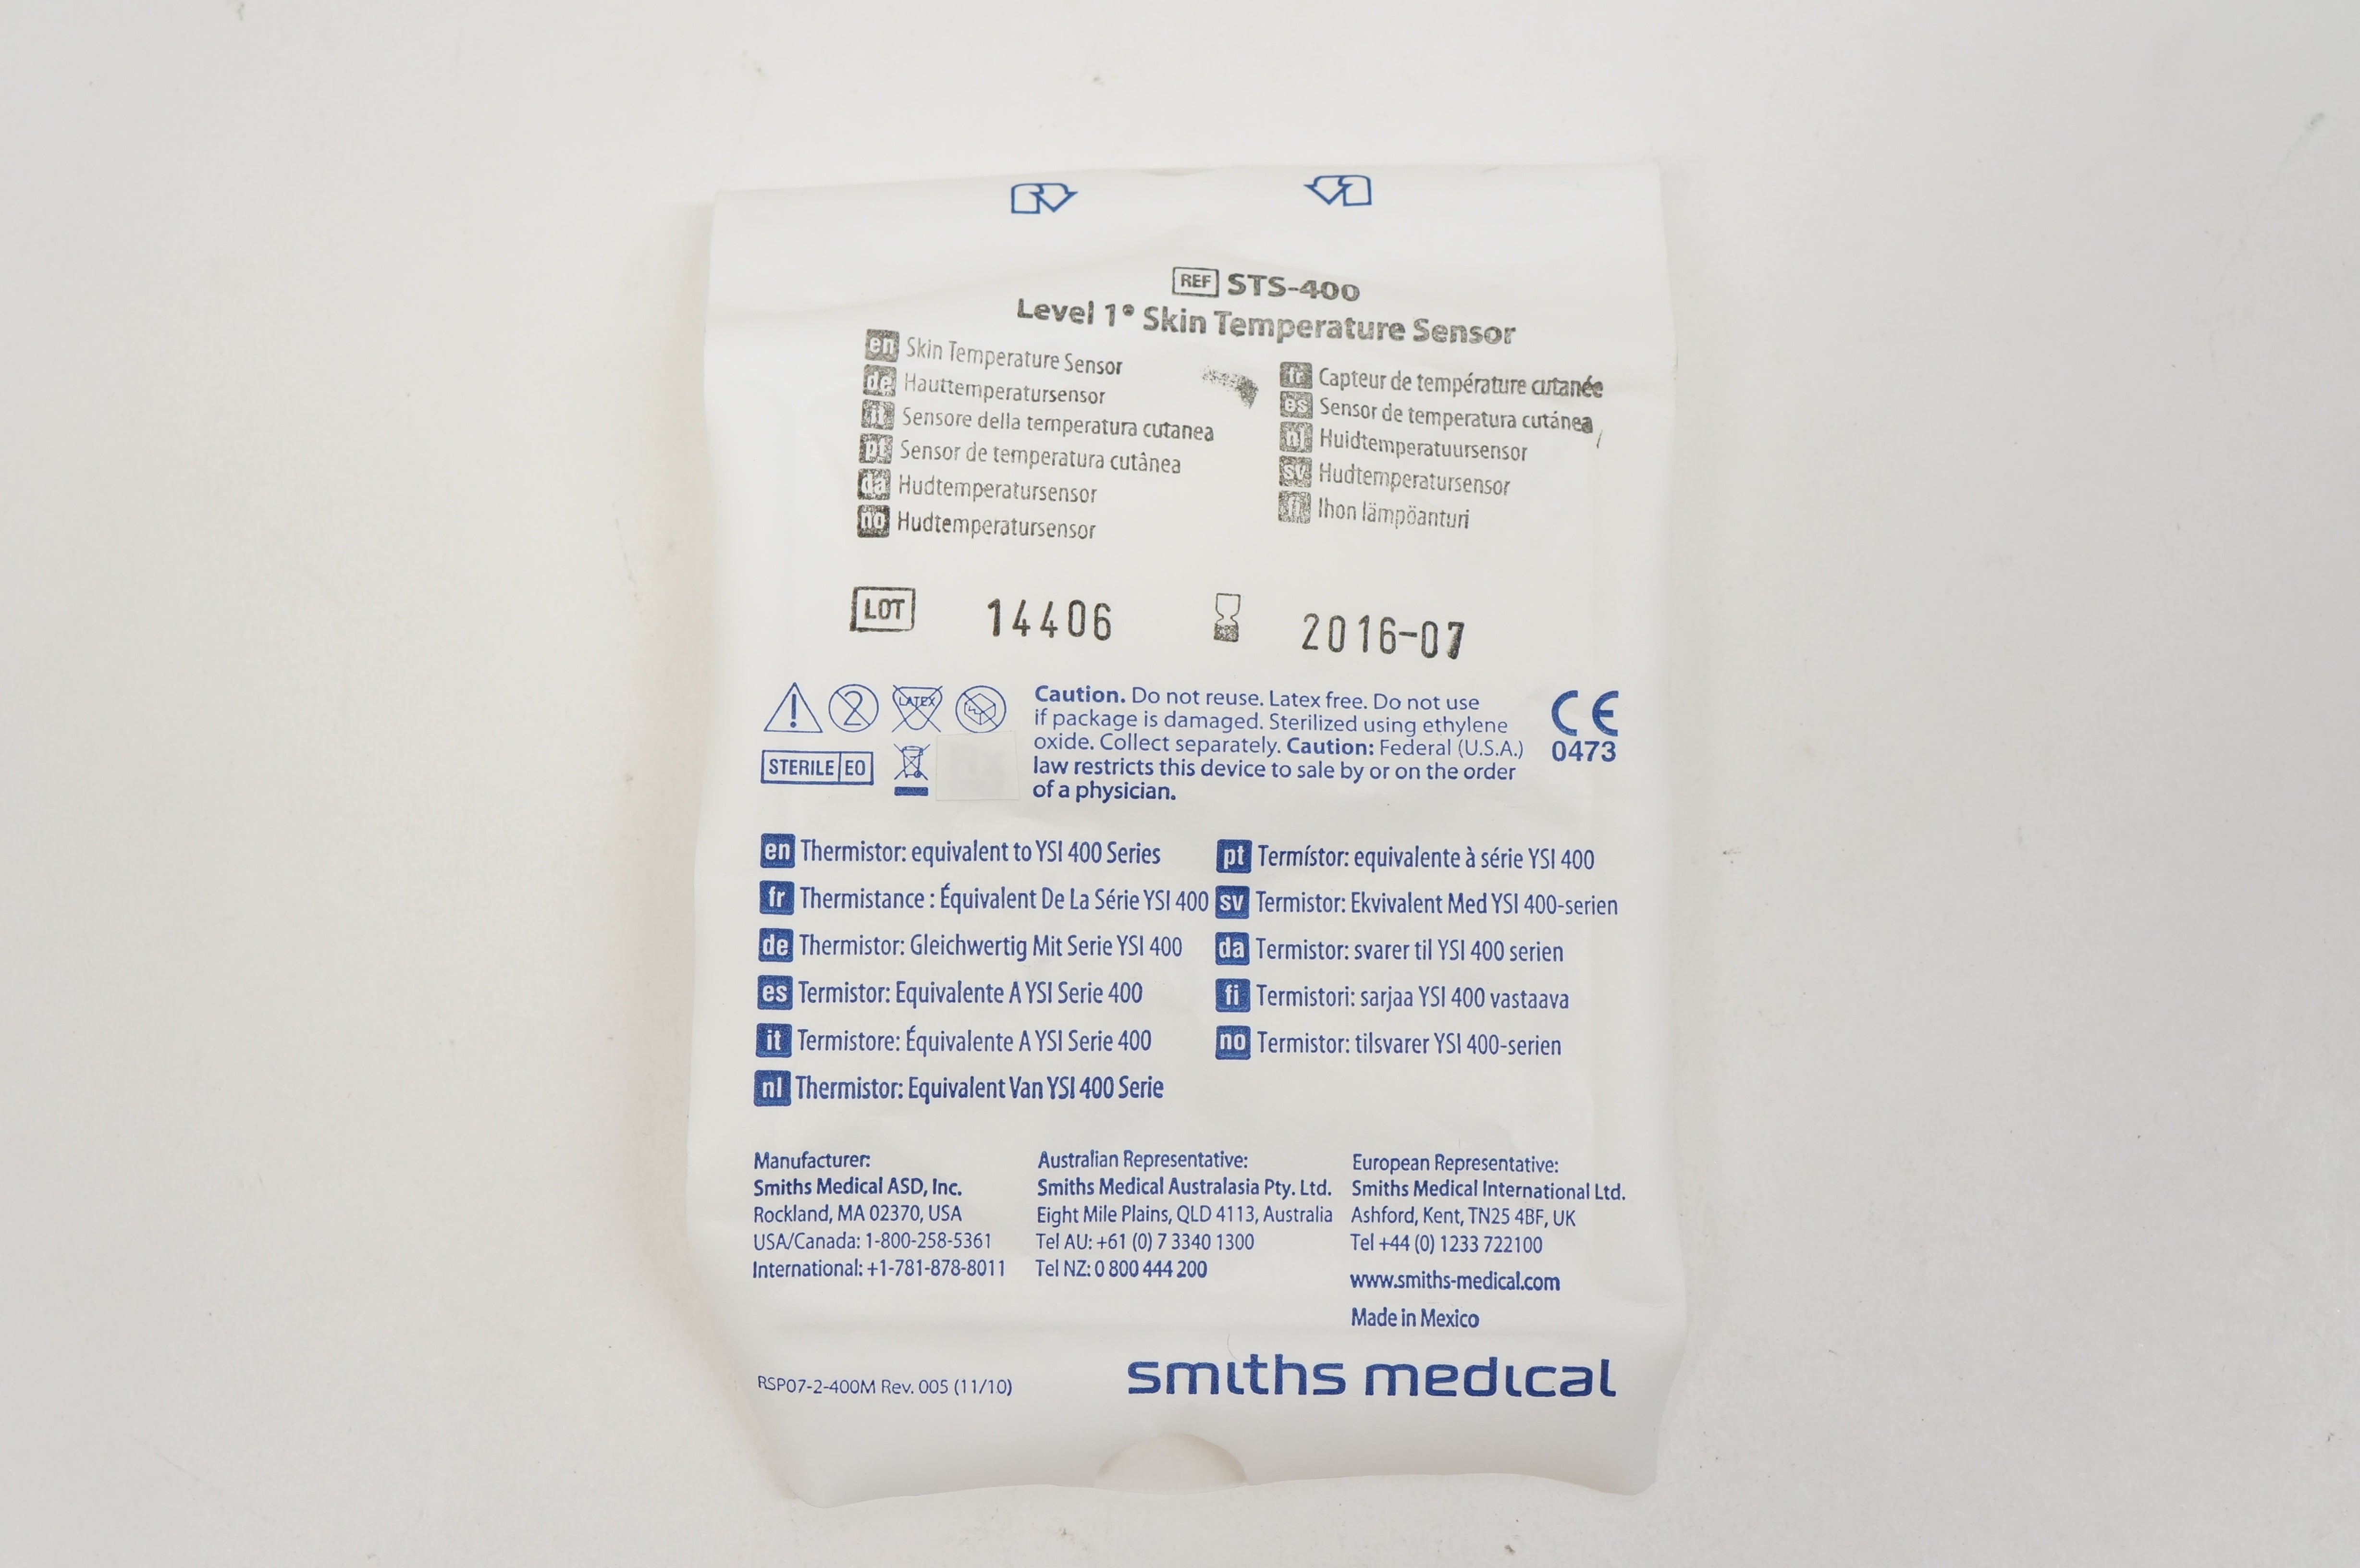 REF STS-400
Level 1® Skin Temperature Sensor
en Skin Temperature Sensor
de Hauttemperatursensor
it Sensore della temperatura cutanea
pt Sensor de temperatura cutânea
da Hudtemperatursensor
no Hudtemperatursensor
fr Capteur de température cutanée
es Sensor de temperatura cutánea
nl Huidtemperatuursensor
sv Hudtemperatursensor
fi Ihon lämpöanturi
LOT 14406 2016-07
2 LATEX
STERILE EO
Caution. Do not reuse. Latex free. Do not use
if package is damaged. Sterilized using ethylene
oxide. Collect separately. Caution: Federal (U.S.A.)
law restricts this device to sale by or on the order
of a physician.
CE
0473
en Thermistor: equivalent to YSI 400 Series
fr Thermistance : Équivalent De La Série YSI 400
de Thermistor: Gleichwertig Mit Serie YSI 400
es Termistor: Equivalente A YSI Serie 400
it Termistore: Équivalente A YSI Serie 400
nl Thermistor: Equivalent Van YSI 400 Serie
pt Termístor: equivalente à série YSI 400
sv Termistor: Ekvivalent Med YSI 400-serien
da Termistor: svarer til YSI 400 serien
fi Termistori: sarjaa YSI 400 vastaava
no Termistor: tilsvarer YSI 400-serien
Manufacturer:
Smiths Medical ASD, Inc.
Rockland, MA 02370, USA
USA/Canada: 1-800-258-5361
International: +1-781-878-8011
Australian Representative:
Smiths Medical Australasia Pty. Ltd.
Eight Mile Plains, QLD 4113, Australia
Tel AU: +61 (0) 7 3340 1300
Tel NZ: 0 800 444 200
European Representative:
Smiths Medical International Ltd.
Ashford, Kent, TN25 4BF, UK
Tel +44 (0) 1233 722100
www.smiths-medical.com
Made in Mexico
RSP07-2-400M Rev. 005 (11/10)
smiths medical